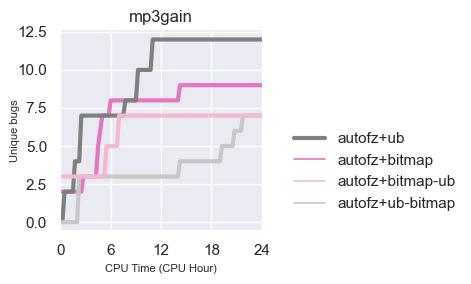 mp3gain
12.5
10.0
7.5
5.0
2.5
0.0
Unique bugs
0 6 12 18 24
CPU Time (CPU Hour)
autofz+ub
autofz+bitmap
autofz+bitmap-ub
autofz+ub-bitmap